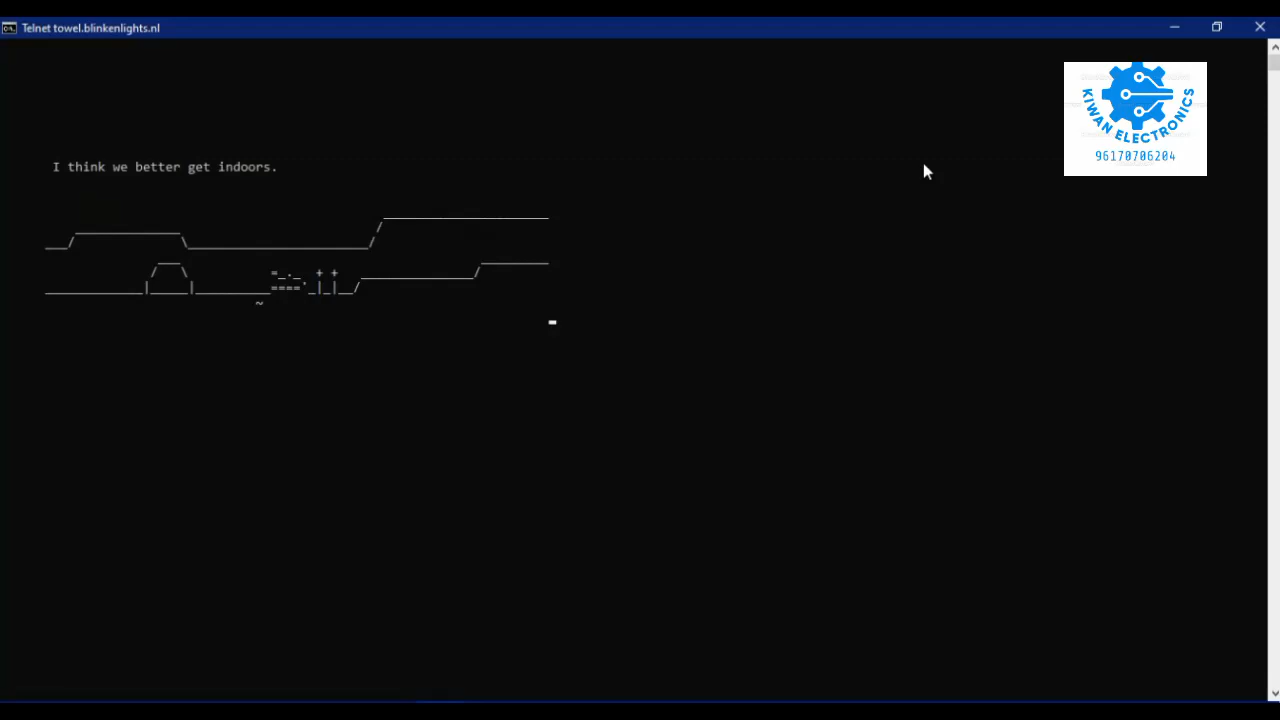 Telnet towel.blinkenlights.nl
KIWAN ELECTRONICS
96170706204
I think we better get indoors.